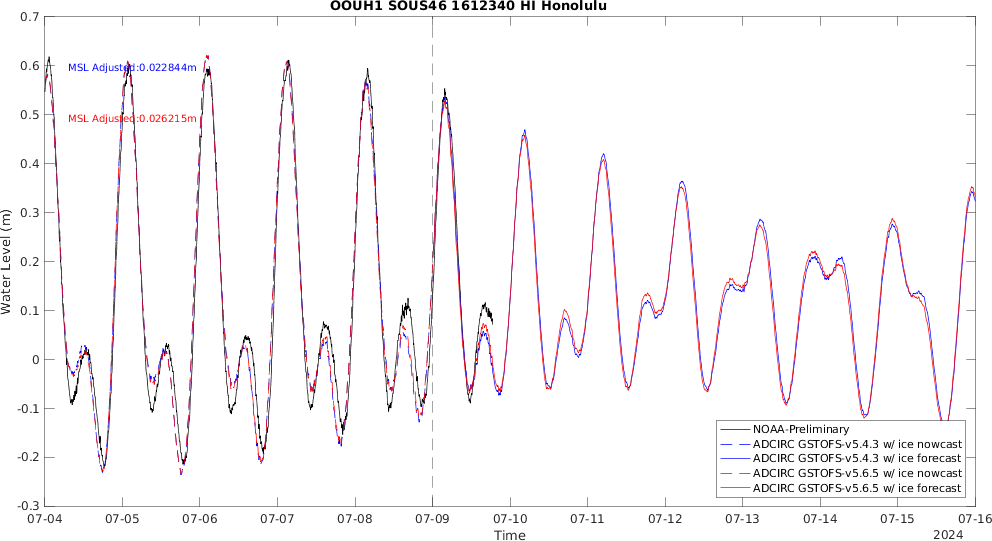 OOUH1 SOUS46 1612340 HI Honolulu
0.7
0.6
0.5
0.4
0.3
0.2
0.1
0
-0.1
-0.2
-0.3
Water Level (m)
MSL Adjusted:0.022844m
MSL Adjusted:0.026215m
NOAA-Preliminary
ADCIRC GSTOFS-v5.4.3 w/ ice nowcast
ADCIRC GSTOFS-v5.4.3 w/ ice forecast
ADCIRC GSTOFS-v5.6.5 w/ ice nowcast
ADCIRC GSTOFS-v5.6.5 w/ ice forecast
07-04 07-05 07-06 07-07 07-08 07-09 07-10 07-11 07-12 07-13 07-14 07-15 07-16
Time
2024